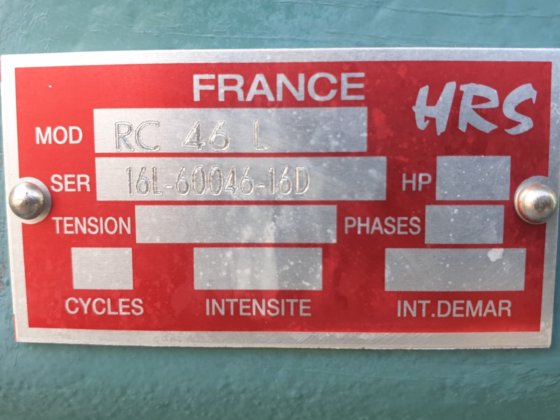 FRANCE
HRS
MOD RC 46 L
SER 16L-60046-16D HP
TENSION PHASES
CYCLES INTENSITE INT.DEMAR